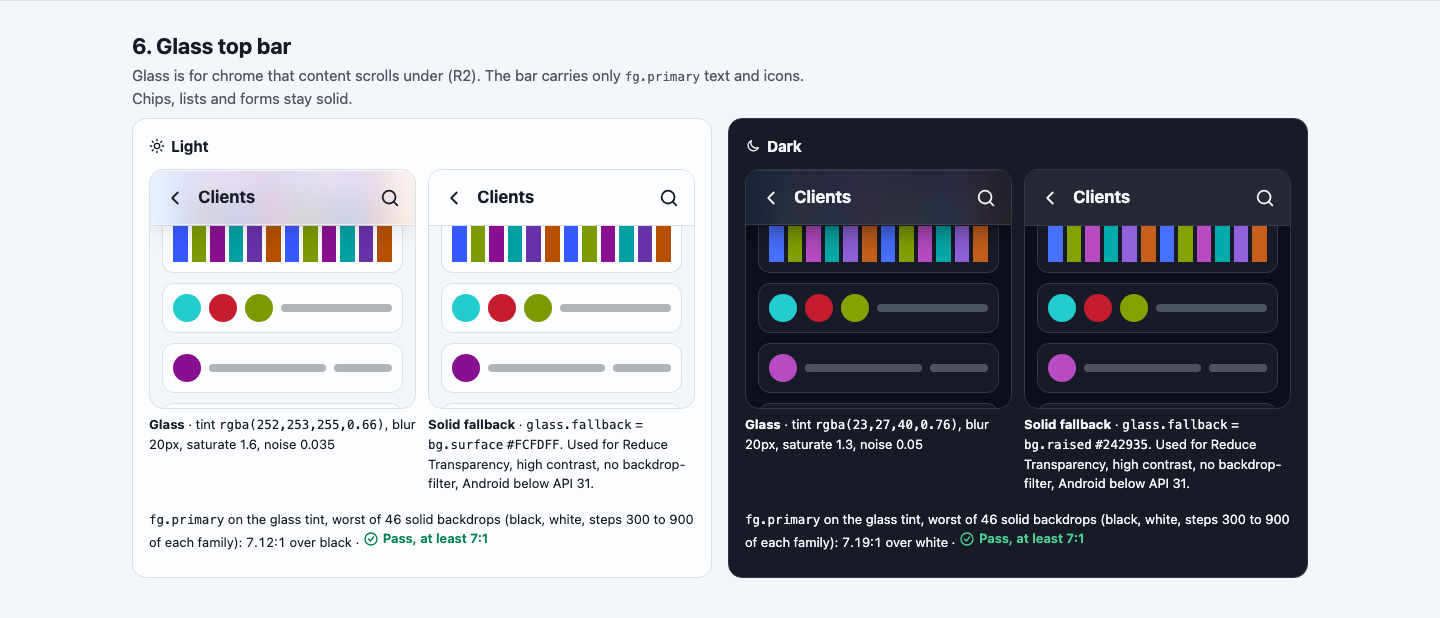 6. Glass top bar
Glass is for chrome that content scrolls under (R2). The bar carries only fg.primary text and icons.
Chips, lists and forms stay solid.
Light
Clients
Clients
Glass · tint rgba(252,253,255,0.66), blur
20px, saturate 1.6, noise 0.035
Solid fallback · glass.fallback =
bg.surface #FCFDFF. Used for Reduce
Transparency, high contrast, no backdrop-
filter, Android below API 31.
fg.primary on the glass tint, worst of 46 solid backdrops (black, white, steps 300 to 900
of each family): 7.12:1 over black · Pass, at least 7:1
Dark
Clients
Clients
Glass · tint rgba(23,27,40,0.76), blur
20px, saturate 1.3, noise 0.05
Solid fallback · glass.fallback =
bg.raised #242935. Used for Reduce
Transparency, high contrast, no backdrop-
filter, Android below API 31.
fg.primary on the glass tint, worst of 46 solid backdrops (black, white, steps 300 to 900
of each family): 7.19:1 over white · Pass, at least 7:1